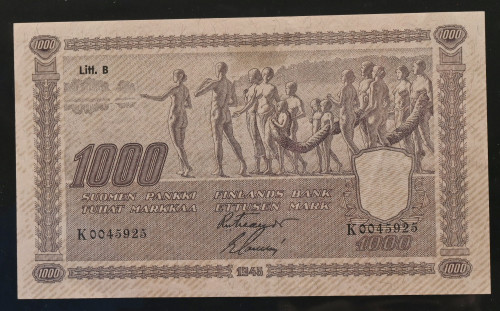 1000 1000
Litt. B
1000
SUOMEN PANKKI FINLANDS BANK
TUHAT MARKKAA ETTUSEN MARK
K0045925 K0045925
1000
1000 1945 1000